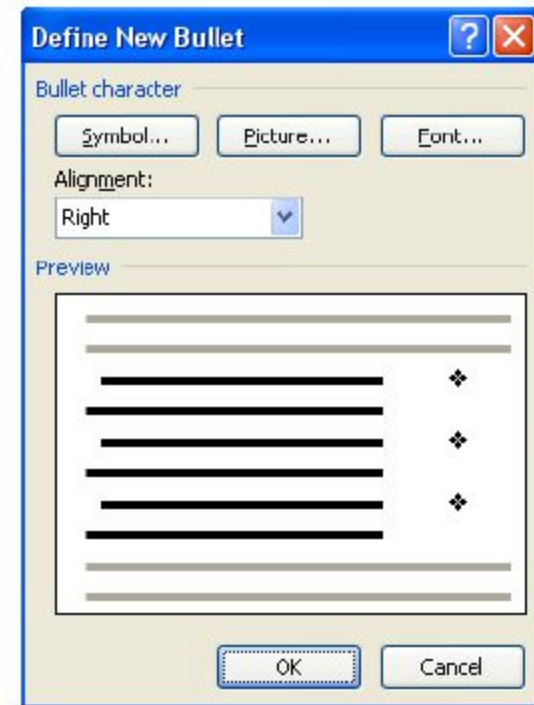 Define New Bullet
Bullet character
Symbol... Picture... Font...
Alignment:
Right
Preview
OK Cancel